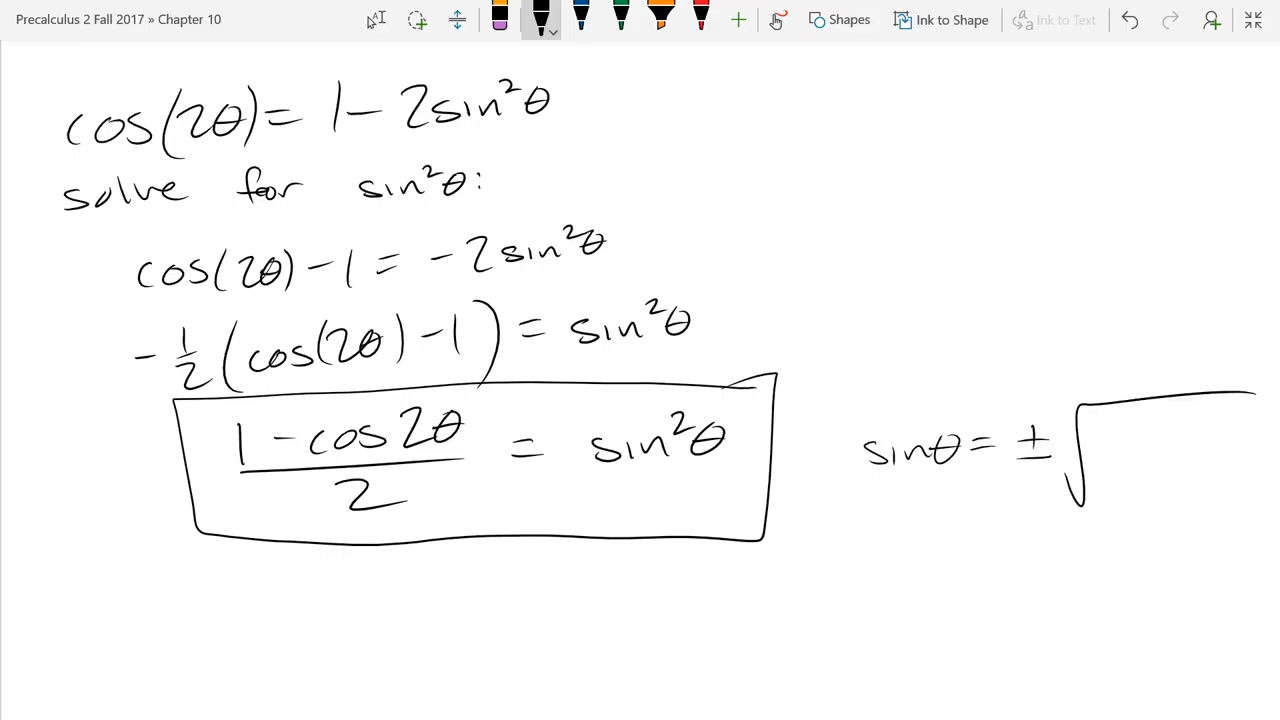 Precalculus 2 Fall 2017 » Chapter 10
Shapes
Ink to Shape
Ink to Text
cos(2θ)= 1- 2sin²θ
solve for sin²θ:
cos(2θ)-1 = -2sin²θ
-1/2(cos(2θ)-1) = sin²θ
1-cos2θ/2 = sin²θ
sinθ= ±√